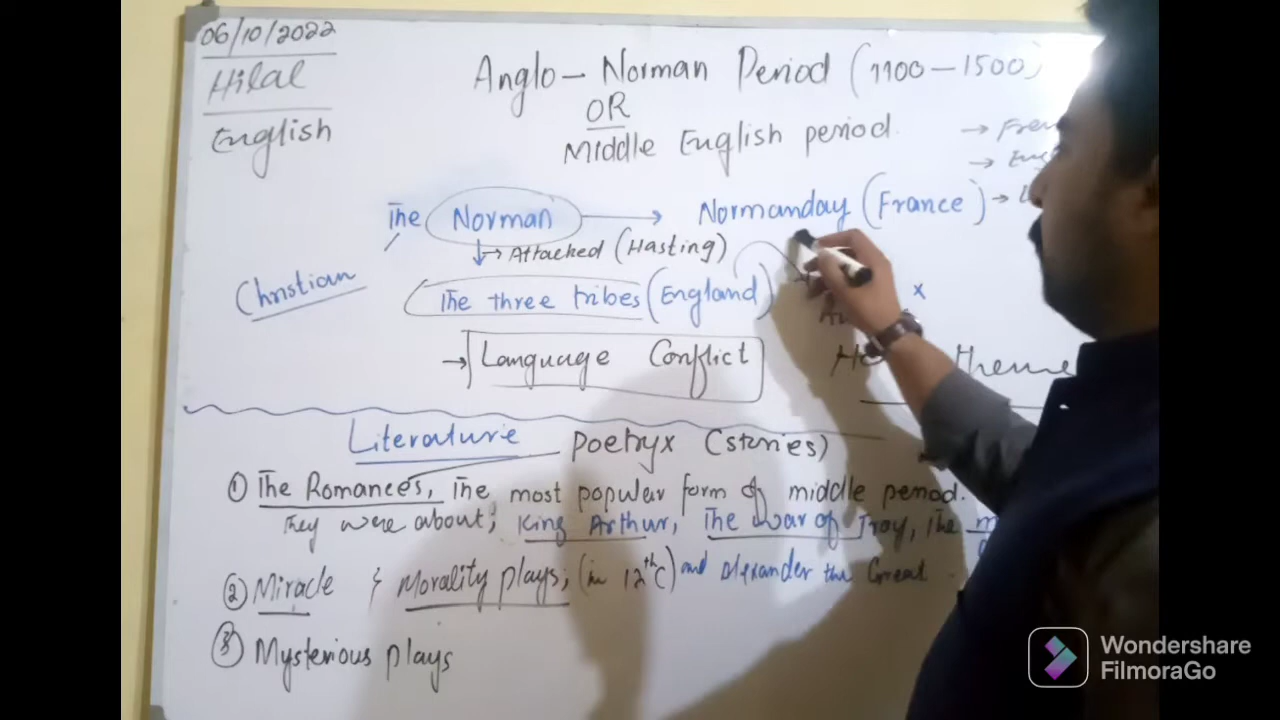 06/10/2022
Hilal
English
Anglo - Norman Period (1100 - 1500)
OR
Middle English period.
The Norman → Normanday (France) →
→ Attacked (Hasting)
Christian
The three tribes (England)
x
→ Language Conflict
theme
Literature poetryx (stories)
① The Romances, The most popular form of middle period.
They were about; King Arthur, The war of Troy, The
② Miracle & Morality plays; (in 12th C) and Alexander the Great
③ Mysterious plays
Wondershare
FilmoraGo